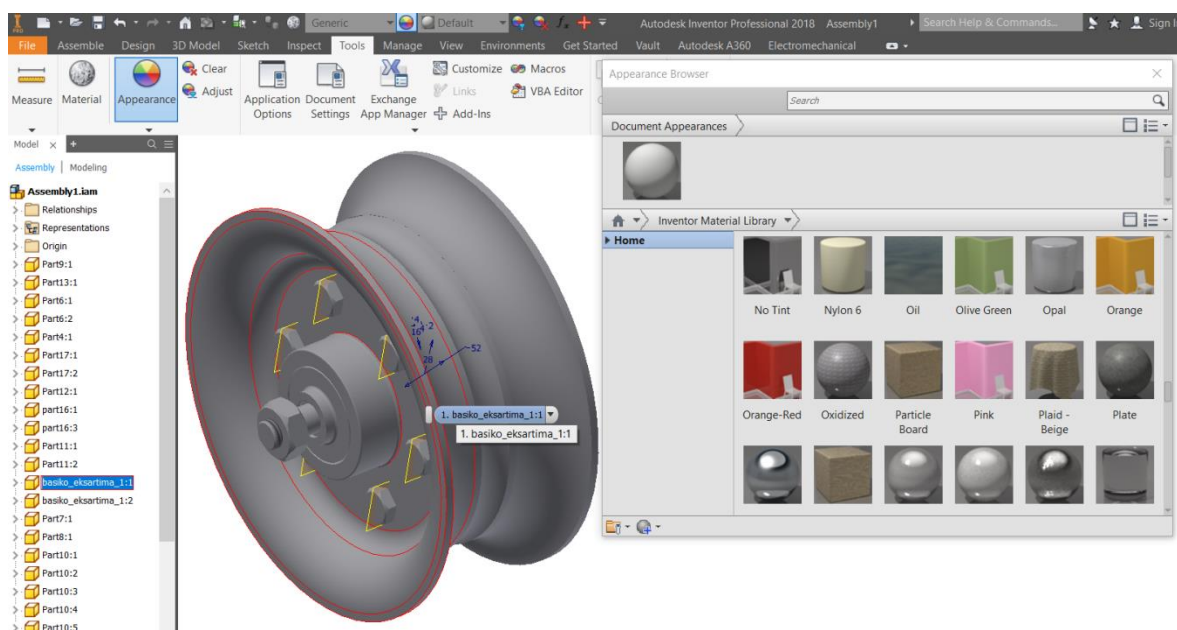 PRO
Generic
Default
Autodesk Inventor Professional 2018 Assembly1
Search Help & Commands...
Sign I
File Assemble Design 3D Model Sketch Inspect Tools Manage View Environments Get Started Vault Autodesk A360 Electromechanical
Measure
Material
Appearance
Clear
Adjust
Application Options
Document Settings
Exchange App Manager
Customize
Links
Add-Ins
Macros
VBA Editor
Model
Assembly | Modeling
Assembly1.iam
Relationships
Representations
Origin
Part9:1
Part13:1
Part6:1
Part6:2
Part4:1
Part17:1
Part17:2
Part12:1
part16:1
part16:3
Part11:1
Part11:2
basiko_eksartima_1:1
basiko_eksartima_1:2
Part7:1
Part8:1
Part10:1
Part10:2
Part10:3
Part10:4
Part10:5
52
28
1. basiko_eksartima_1:1
1. basiko_eksartima_1:1
Appearance Browser
Search
Document Appearances
Inventor Material Library
Home
No Tint
Nylon 6
Oil
Olive Green
Opal
Orange
Orange-Red
Oxidized
Particle
Board
Pink
Plaid -
Beige
Plate